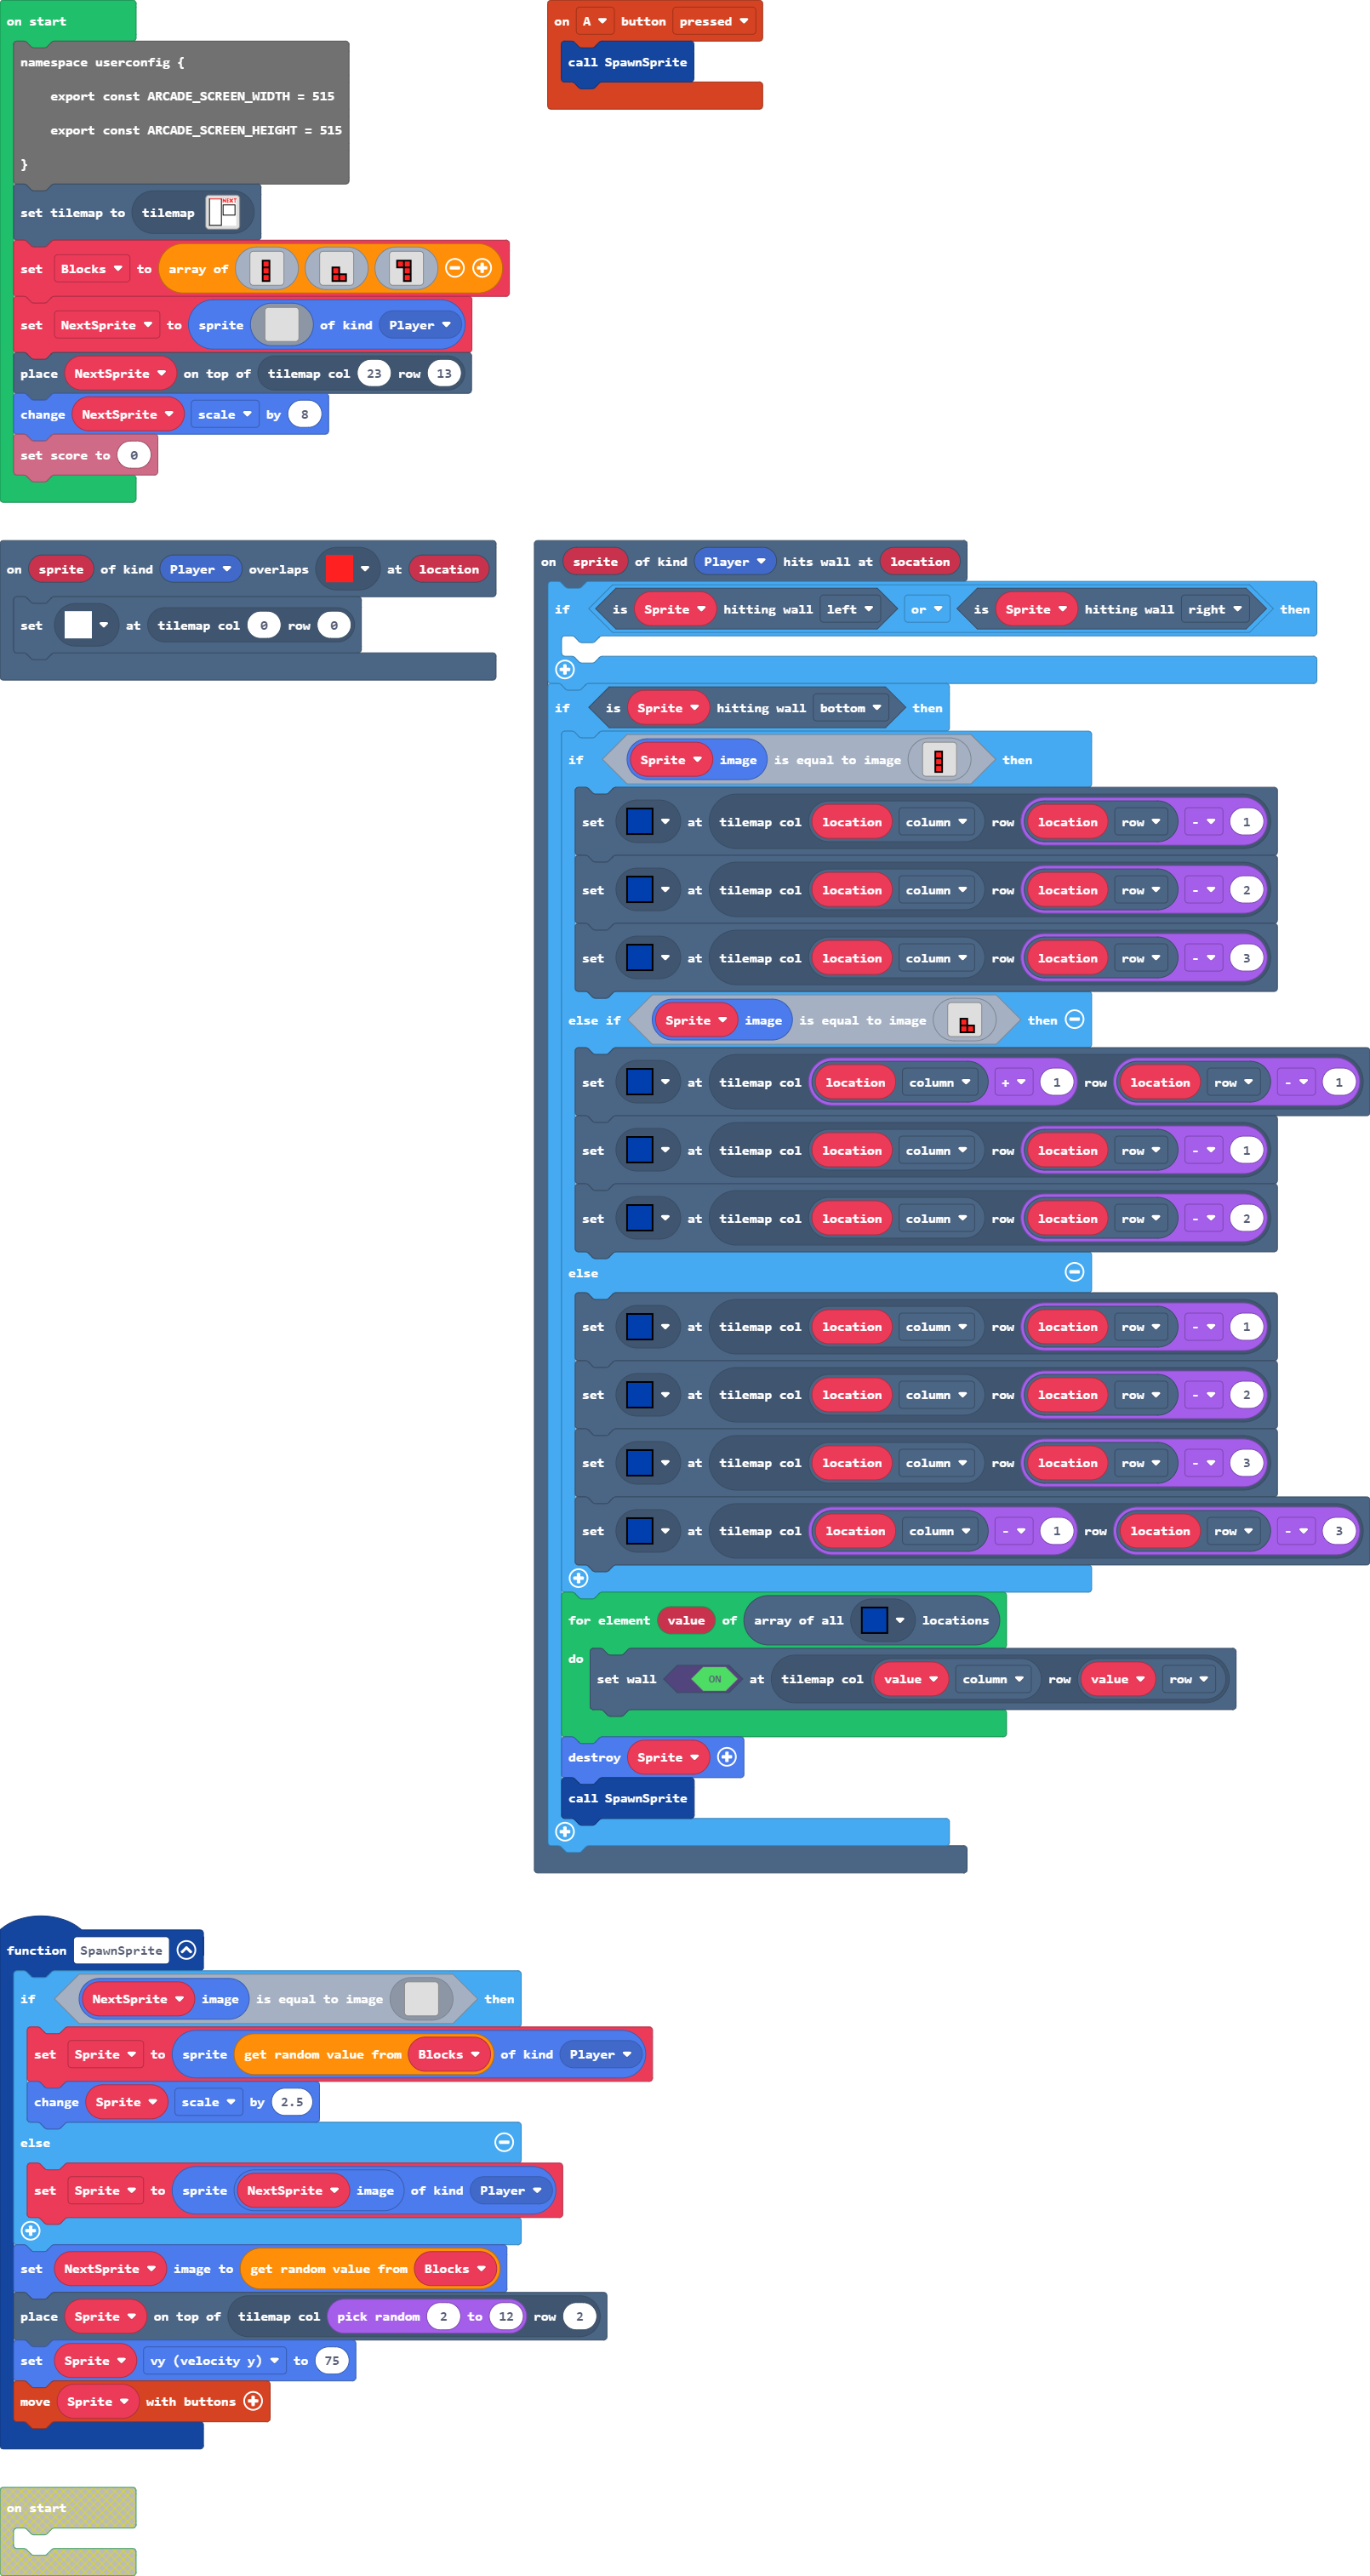 on start
namespace userconfig {
export const ARCADE_SCREEN_WIDTH = 515
export const ARCADE_SCREEN_HEIGHT = 515
}
set tilemap to tilemap NEXT
set Blocks to array of
set NextSprite to sprite of kind Player
place NextSprite on top of tilemap col 23 row 13
change NextSprite scale by 8
set score to 0
on A button pressed
call SpawnSprite
on sprite of kind Player overlaps at location
set at tilemap col 0 row 0
on sprite of kind Player hits wall at location
if is Sprite hitting wall left or is Sprite hitting wall right then
if is Sprite hitting wall bottom then
if Sprite image is equal to image then
set at tilemap col location column row location row - 1
set at tilemap col location column row location row - 2
set at tilemap col location column row location row - 3
else if Sprite image is equal to image then
set at tilemap col location column + 1 row location row - 1
set at tilemap col location column row location row - 1
set at tilemap col location column row location row - 2
else
set at tilemap col location column row location row - 1
set at tilemap col location column row location row - 2
set at tilemap col location column row location row - 3
set at tilemap col location column - 1 row location row - 3
for element value of array of all locations
do
set wall ON at tilemap col value column row value row
destroy Sprite
call SpawnSprite
function SpawnSprite
if NextSprite image is equal to image then
set Sprite to sprite get random value from Blocks of kind Player
change Sprite scale by 2.5
else
set Sprite to sprite NextSprite image of kind Player
set NextSprite image to get random value from Blocks
place Sprite on top of tilemap col pick random 2 to 12 row 2
set Sprite vy (velocity y) to 75
move Sprite with buttons
on start